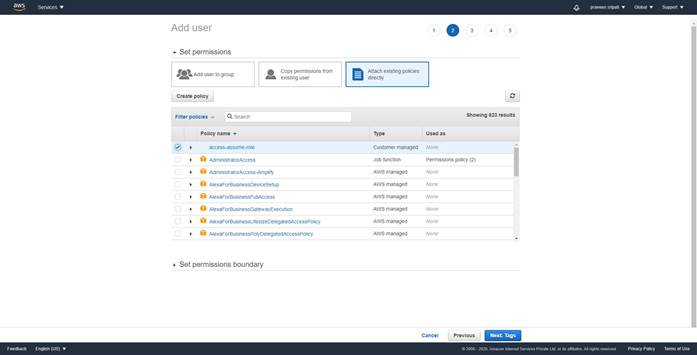 aws Services praveen sripati Global Support
Add user 1 2 3 4 5
Set permissions
Add user to group
Copy permissions from existing user
Attach existing policies directly
Create policy
Filter policies Search Showing 823 results
Policy name Type Used as
access-assume-role Customer managed None
AdministratorAccess Job function Permissions policy (2)
AdministratorAccess-Amplify AWS managed None
AlexaForBusinessDeviceSetup AWS managed None
AlexaForBusinessFullAccess AWS managed None
AlexaForBusinessGatewayExecution AWS managed None
AlexaForBusinessLifesizeDelegatedAccessPolicy AWS managed None
AlexaForBusinessPolyDelegatedAccessPolicy AWS managed None
Set permissions boundary
Cancel Previous Next: Tags
Feedback English (US) Internet Services Private Ltd. or its affiliates. All rights reserved. Privacy Policy Terms of Use